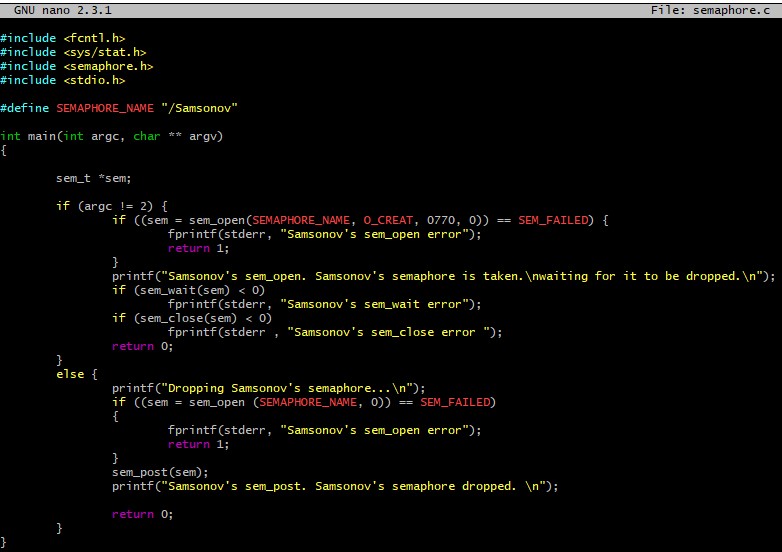 GNU nano 2.3.1 File: semaphore.c
#include <fcntl.h>
#include <sys/stat.h>
#include <semaphore.h>
#include <stdio.h>
#define SEMAPHORE_NAME "/Samsonov"
int main(int argc, char ** argv)
{
sem_t *sem;
if (argc != 2) {
if ((sem = sem_open(SEMAPHORE_NAME, O_CREAT, 0770, 0)) == SEM_FAILED) {
fprintf(stderr, "Samsonov's sem_open error");
return 1;
}
printf("Samsonov's sem_open. Samsonov's semaphore is taken.\nwaiting for it to be dropped.\n");
if (sem_wait(sem) < 0)
fprintf(stderr, "Samsonov's sem_wait error");
if (sem_close(sem) < 0)
fprintf(stderr , "Samsonov's sem_close error ");
return 0;
}
else {
printf("Dropping Samsonov's semaphore...\n");
if ((sem = sem_open (SEMAPHORE_NAME, 0)) == SEM_FAILED)
{
fprintf(stderr, "Samsonov's sem_open error");
return 1;
}
sem_post(sem);
printf("Samsonov's sem_post. Samsonov's semaphore dropped. \n");
return 0;
}
}